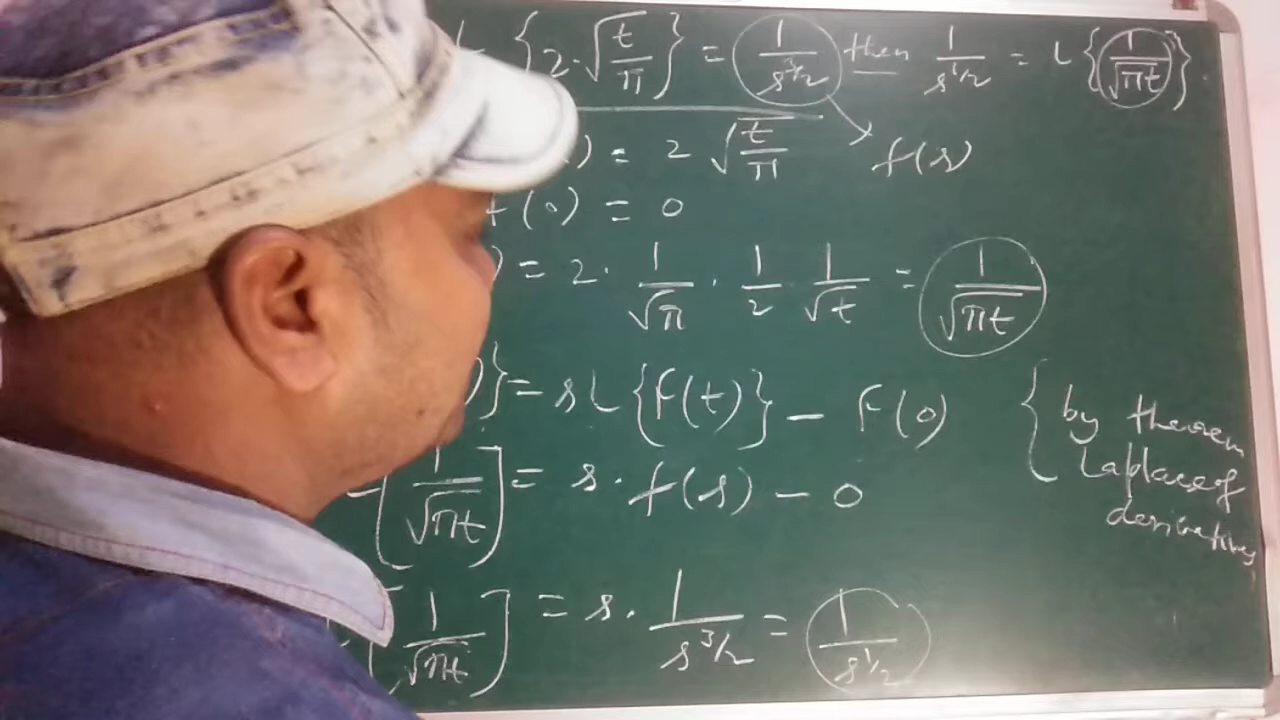 L {2·√(t/π)} = 1/s^(3/2) then 1/s^(1/2) = L {1/√(πt)}
) = 2 √(t/π) f(s)
F(0) = 0
) = 2 · 1/√π · 1/2 · 1/√t = 1/√(πt)
)} = sL {F(t)} – F(0) { by theorem
Laplace of
derivatives
[1/√(πt)] = s · f(s) – 0
[1/√(πt)] = s · 1/s^(3/2) = 1/s^(1/2)